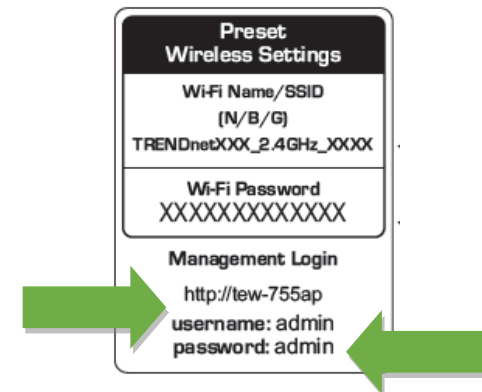 Preset
Wireless Settings
Wi-Fi Name/SSID
(N/B/G)
TRENDnetXXX_2.4GHz_XXXX
Wi-Fi Password
XXXXXXXXXXXXX
Management Login
http://tew-755ap
username: admin
password: admin